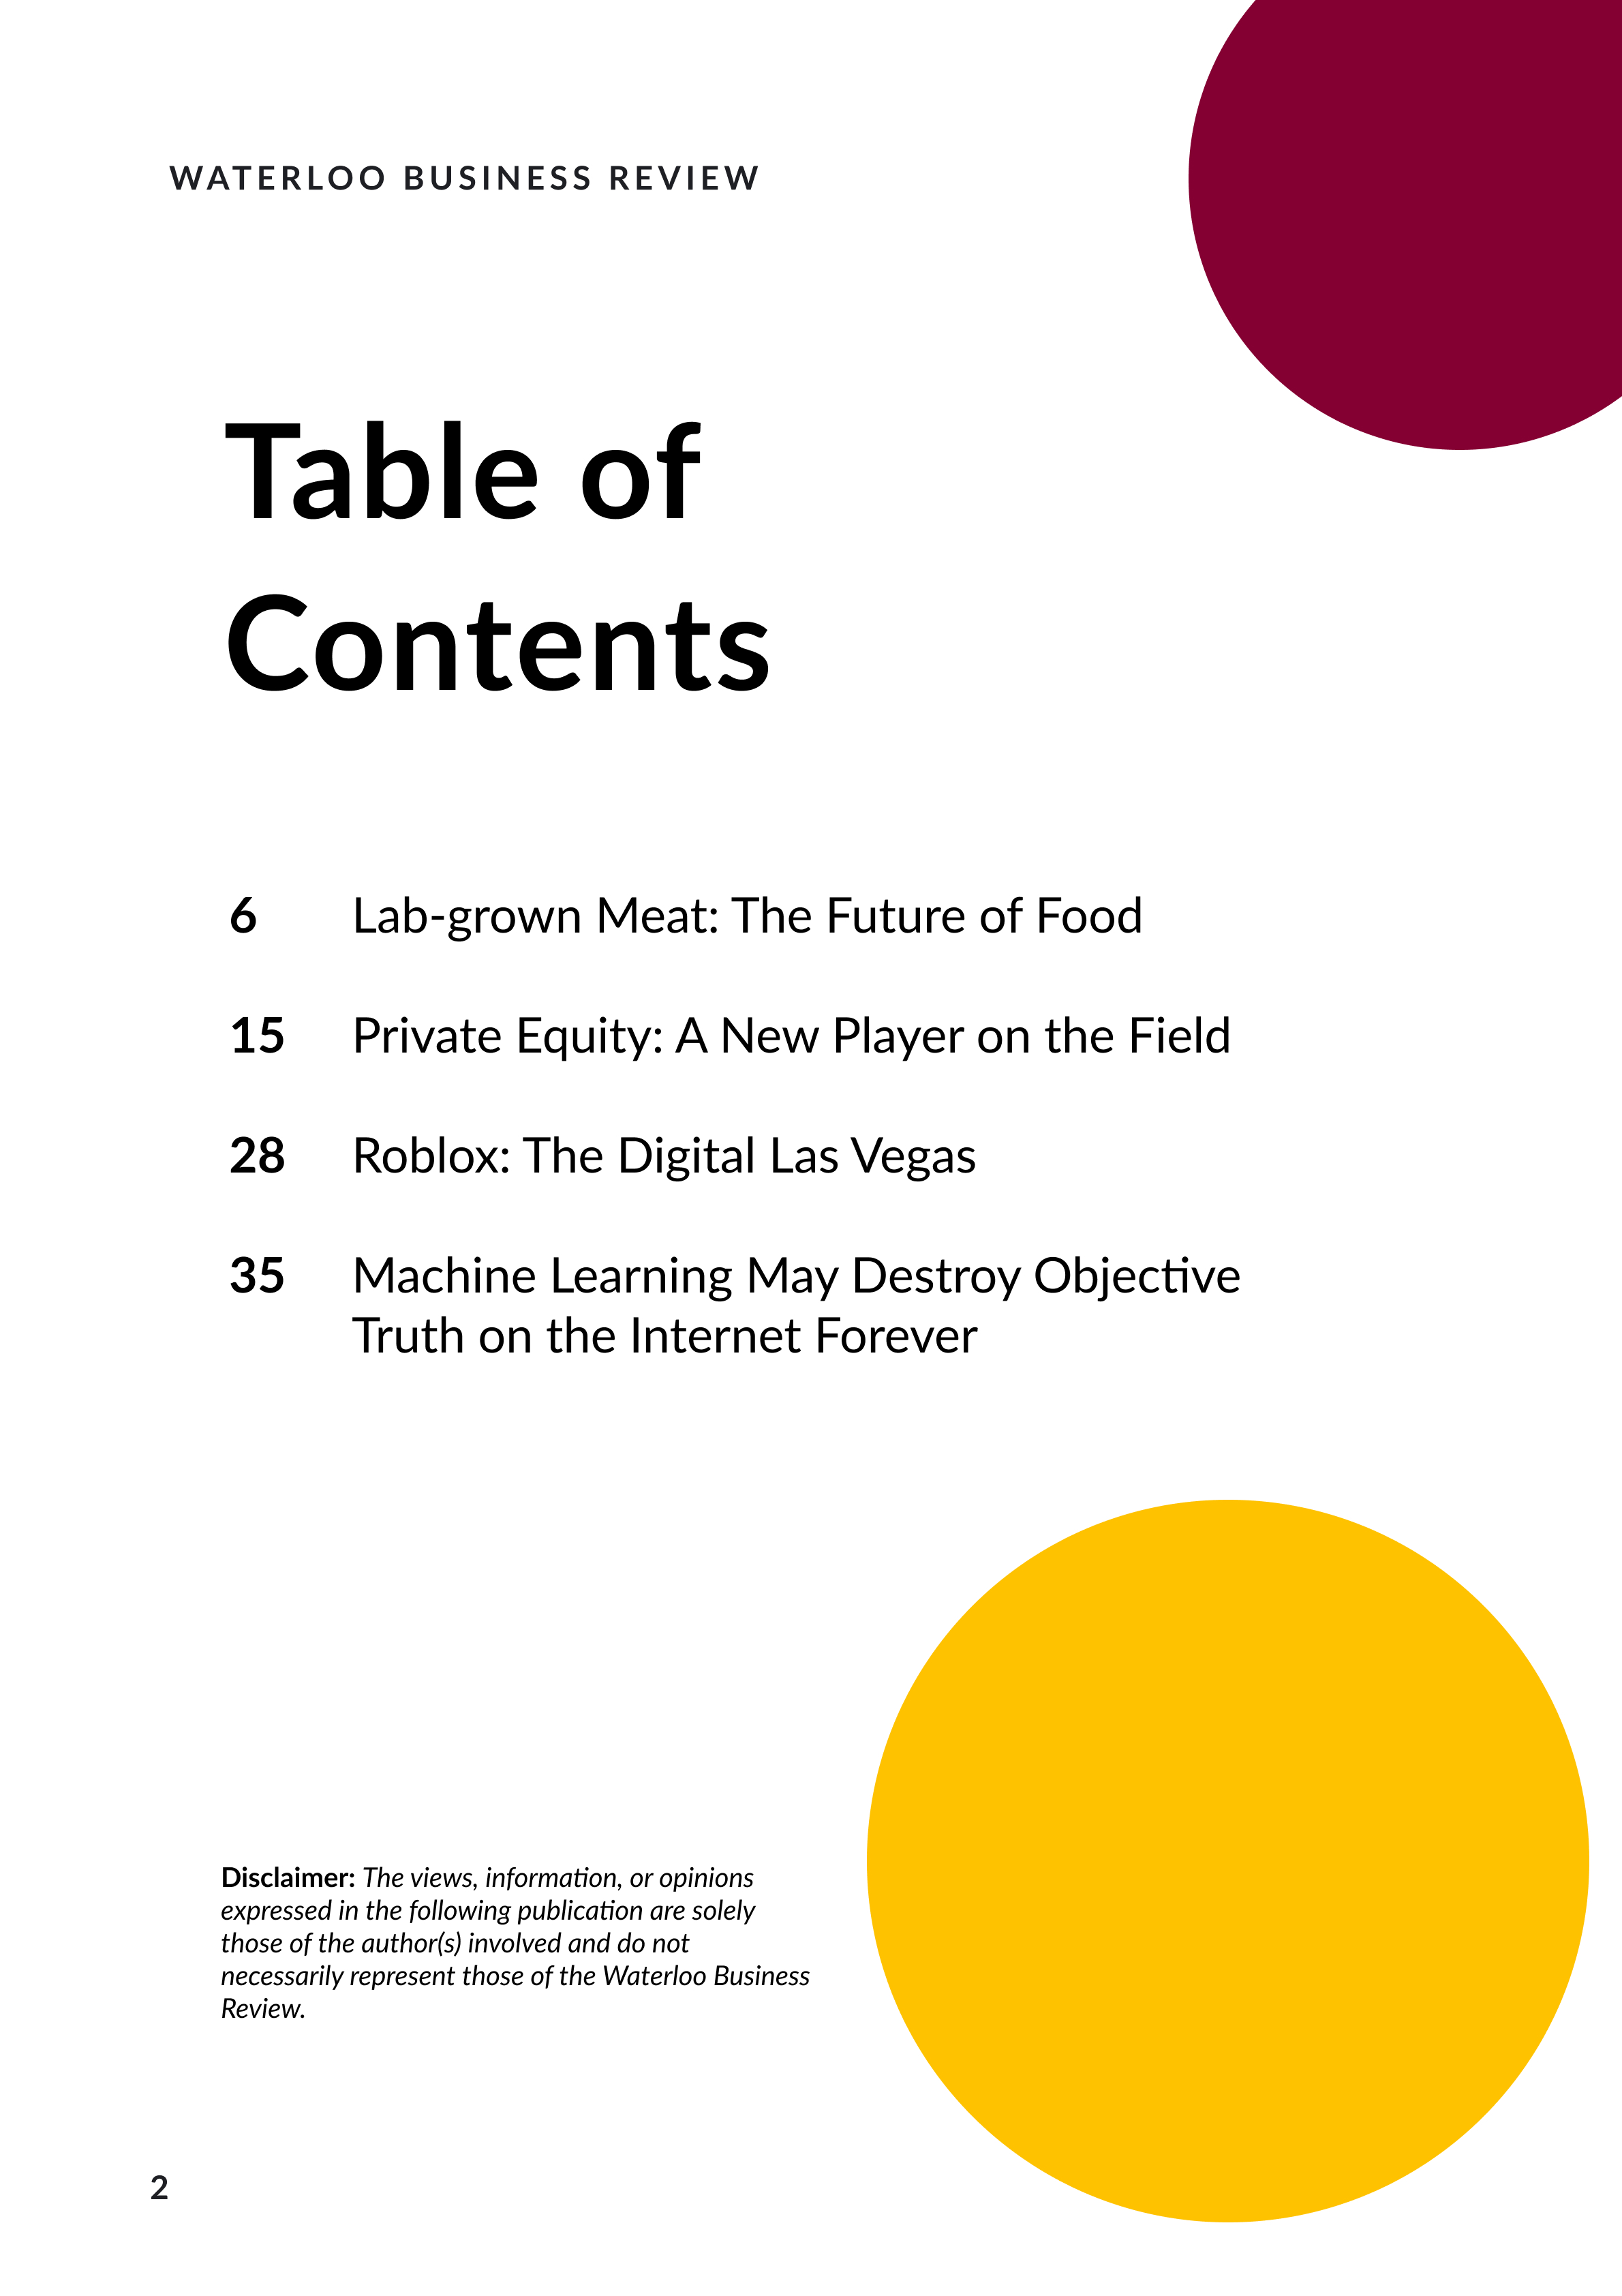 WATERLOO BUSINESS REVIEW
Table of
Contents
6 Lab-grown Meat: The Future of Food
15 Private Equity: A New Player on the Field
28 Roblox: The Digital Las Vegas
35 Machine Learning May Destroy Objective
Truth on the Internet Forever
Disclaimer: The views, information, or opinions
expressed in the following publication are solely
those of the author(s) involved and do not
necessarily represent those of the Waterloo Business
Review.
2